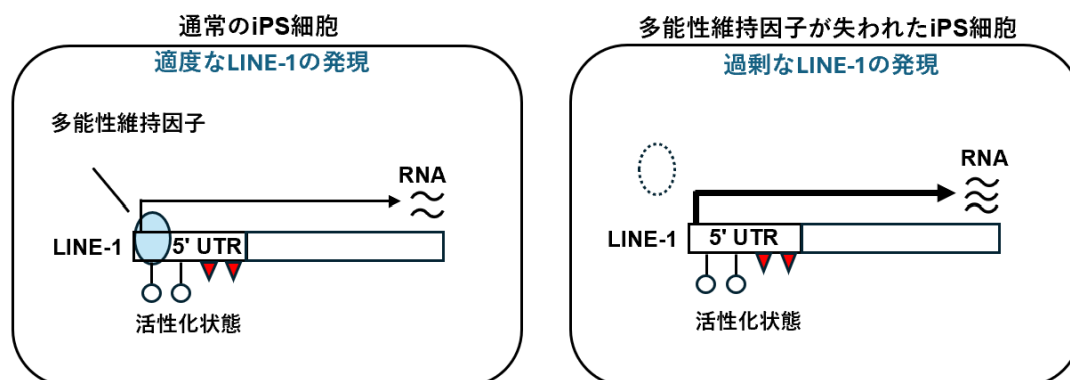 通常のiPS細胞
適度なLINE-1の発現
多能性維持因子
RNA
LINE-1
5' UTR
活性化状態
多能性維持因子が失われたiPS細胞
過剰なLINE-1の発現
RNA
LINE-1
5' UTR
活性化状態